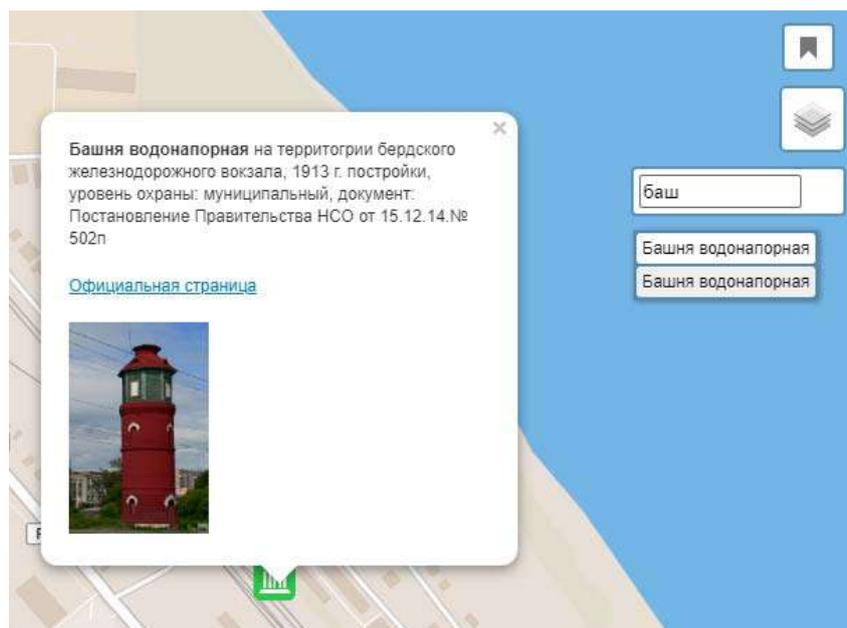 Башня водонапорная на территогрии бердского
железнодорожного вокзала, 1913 г. постройки,
уровень охраны: муниципальный, документ:
Постановление Правительства НСО от 15.12.14.№
502п
Официальная страница
баш
Башня водонапорная
Башня водонапорная